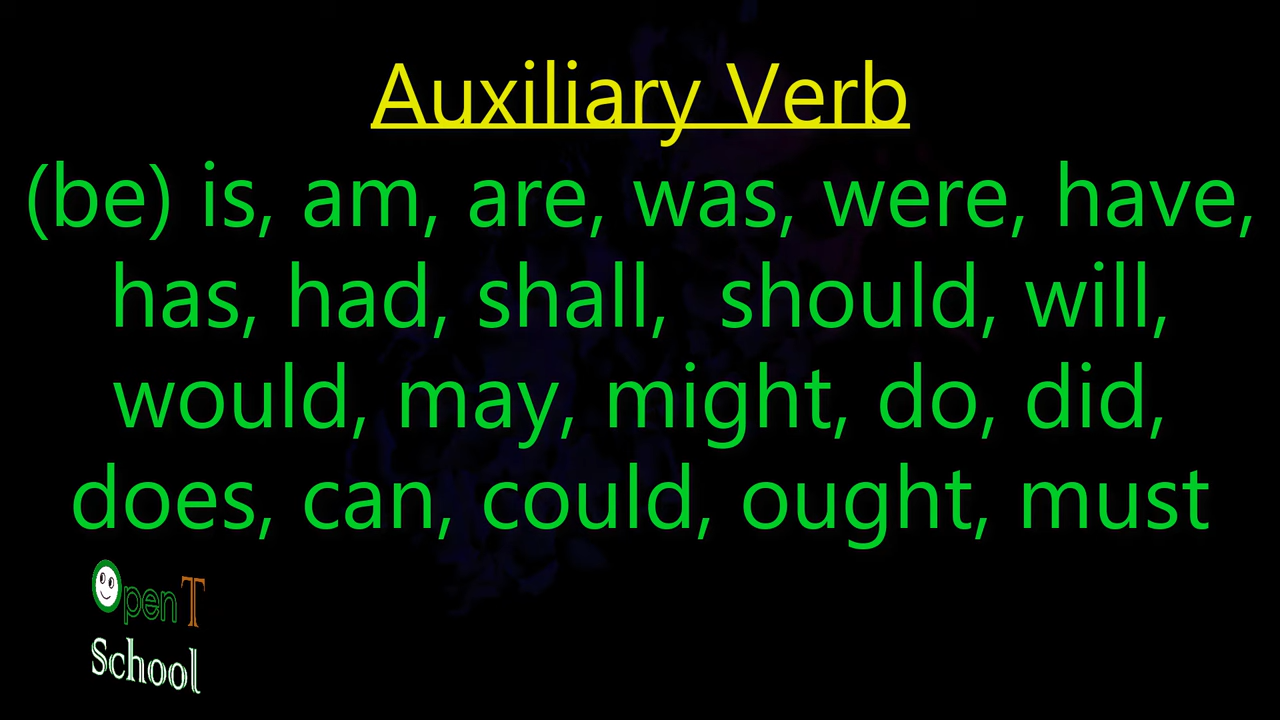 Auxiliary Verb
(be) is, am, are, was, were, have,
has, had, shall, should, will,
would, may, might, do, did,
does, can, could, ought, must
Open T
School